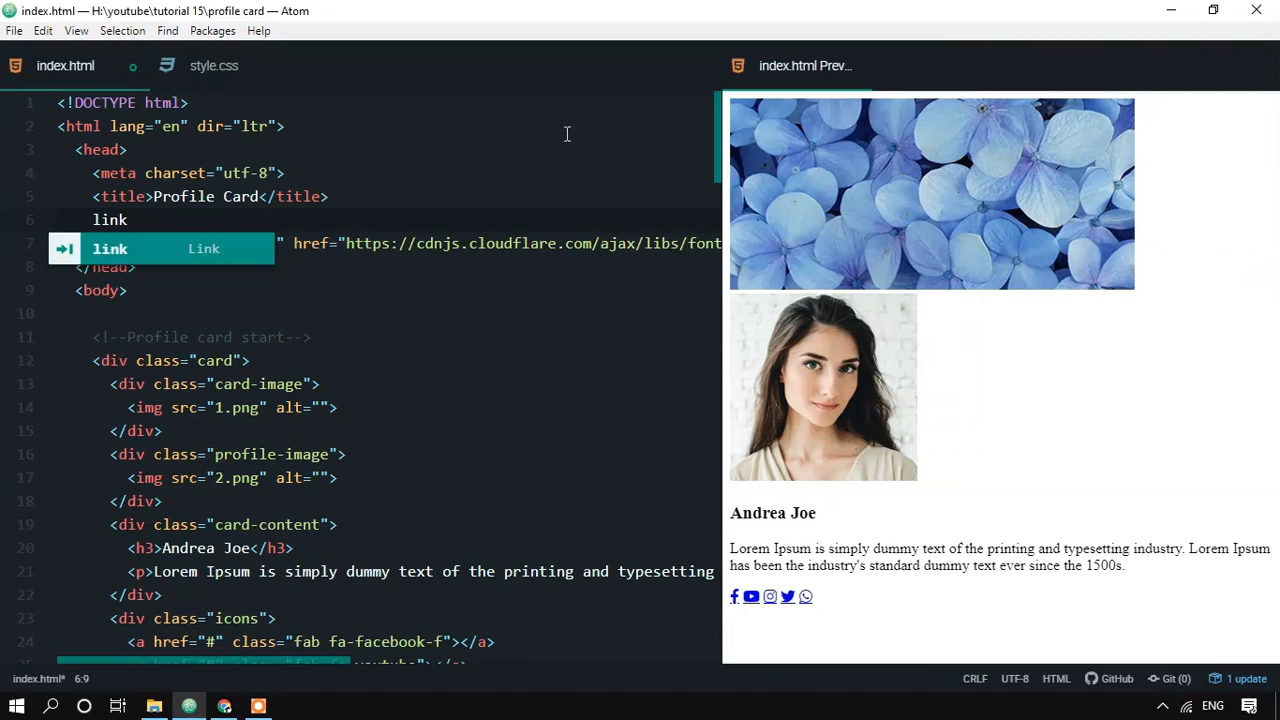 index.html — H:\youtube\tutorial 15\profile card — Atom
File Edit View Selection Find Packages Help
index.html style.css index.html Prev...
1 <!DOCTYPE html>
2 <html lang="en" dir="ltr">
3 <head>
4 <meta charset="utf-8">
5 <title>Profile Card</title>
6 link
link Link
7 " href="https://cdnjs.cloudflare.com/ajax/libs/font
8 </head>
9 <body>
10
11 <!--Profile card start-->
12 <div class="card">
13 <div class="card-image">
14 <img src="1.png" alt="">
15 </div>
16 <div class="profile-image">
17 <img src="2.png" alt="">
18 </div>
19 <div class="card-content">
20 <h3>Andrea Joe</h3>
21 <p>Lorem Ipsum is simply dummy text of the printing and typesetting
22 </div>
23 <div class="icons">
24 <a href="#" class="fab fa-facebook-f"></a>
Andrea Joe
Lorem Ipsum is simply dummy text of the printing and typesetting industry. Lorem Ipsum
has been the industry's standard dummy text ever since the 1500s.
index.html* 6:9 CRLF UTF-8 HTML GitHub Git (0) 1 update
ENG